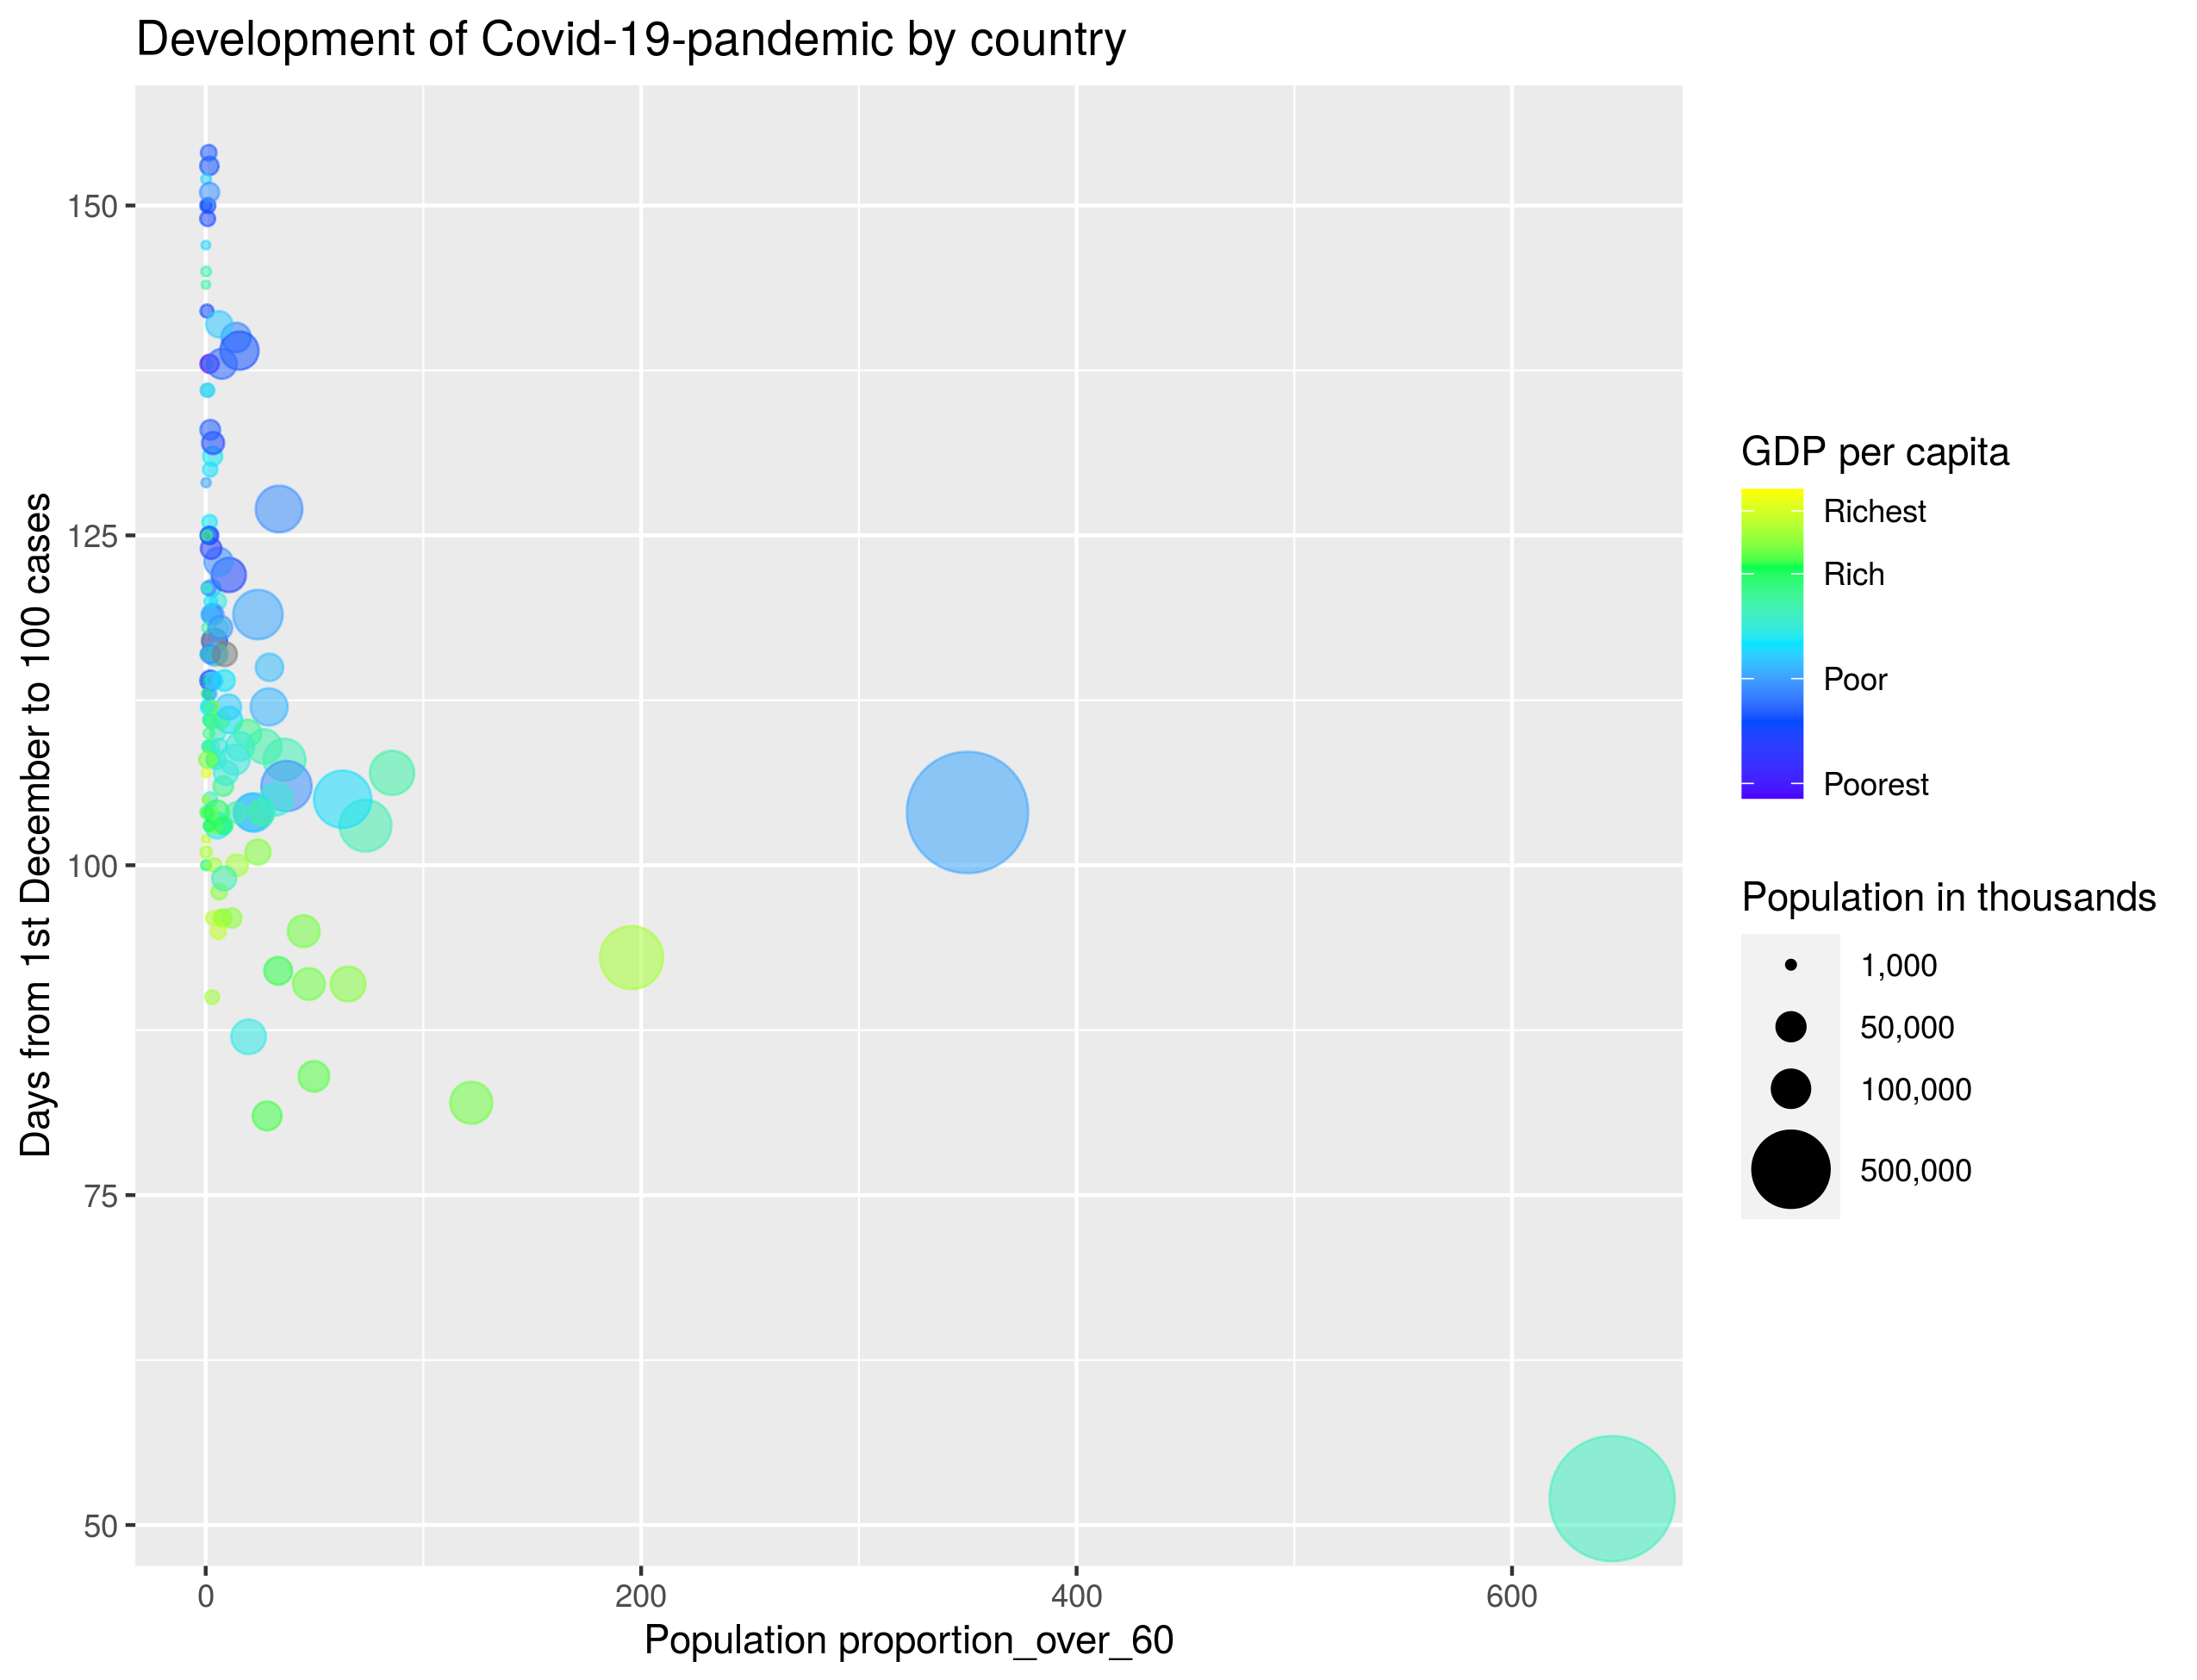 Development of Covid-19-pandemic by country
Days from 1st December to 100 cases
150
125
100
75
50
0
200
400
600
Population proportion_over_60
GDP per capita
Richest
Rich
Poor
Poorest
Population in thousands
1,000
50,000
100,000
500,000